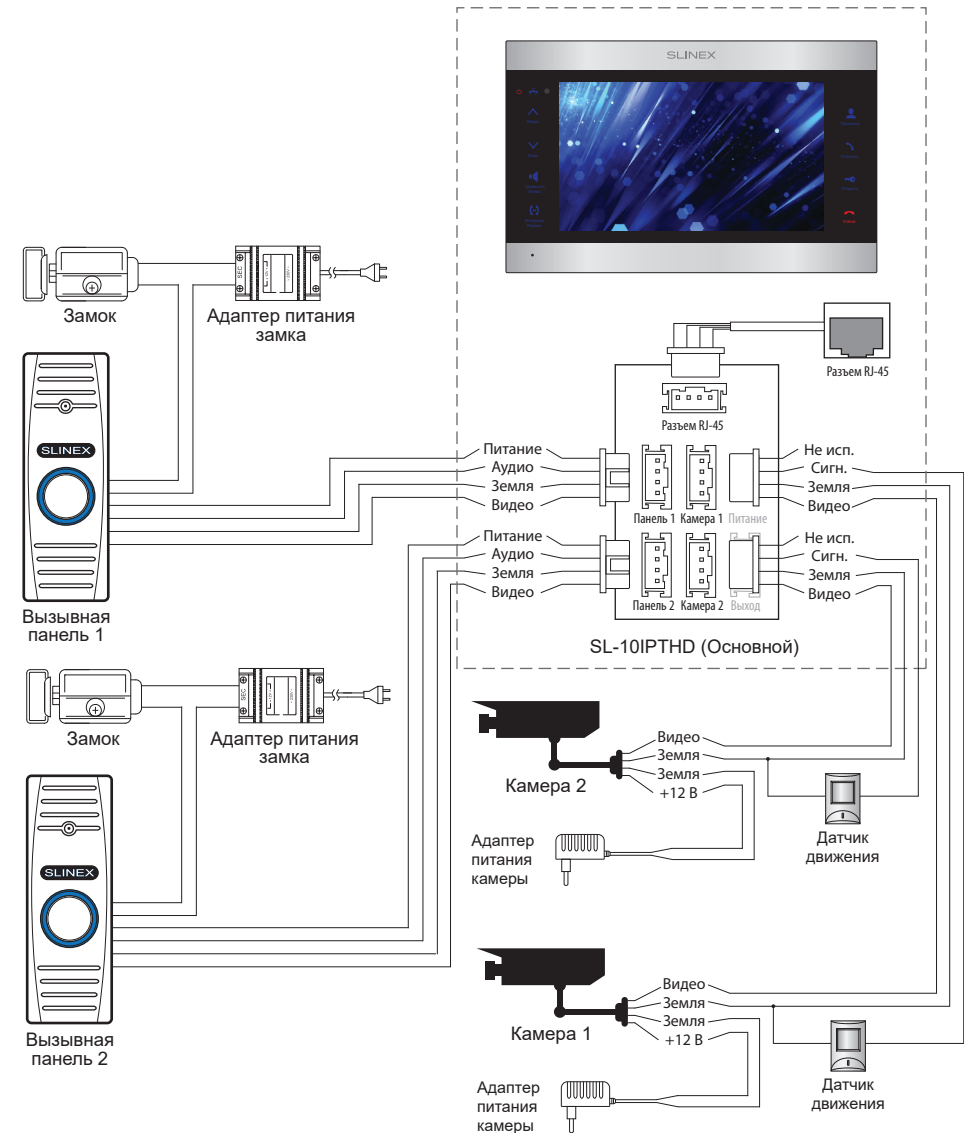 SLINEX
Замок
Адаптер питания
замка
SEC
SLINEX
Вызывная
панель 1
Разъем RJ-45
Разъем RJ-45
Питание
Аудио
Земля
Видео
Панель 1
Камера 1
Питание
Не исп.
Сигн.
Земля
Видео
Питание
Аудио
Земля
Видео
Панель 2
Камера 2
Выход
Не исп.
Сигн.
Земля
Видео
SL-10IPTHD (Основной)
Замок
Адаптер питания
замка
SEC
SLINEX
Вызывная
панель 2
Камера 2
Видео
Земля
Земля
+12 В
Адаптер
питания
камеры
Датчик
движения
Камера 1
Видео
Земля
Земля
+12 В
Адаптер
питания
камеры
Датчик
движения